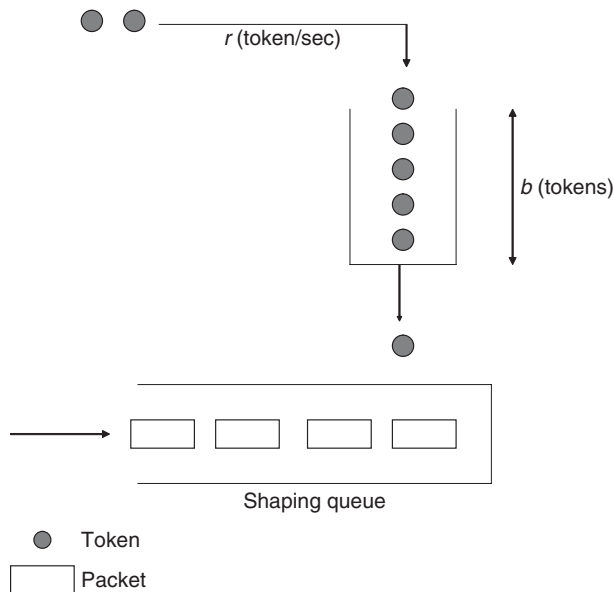 r (token/sec)
b (tokens)
Shaping queue
Token
Packet